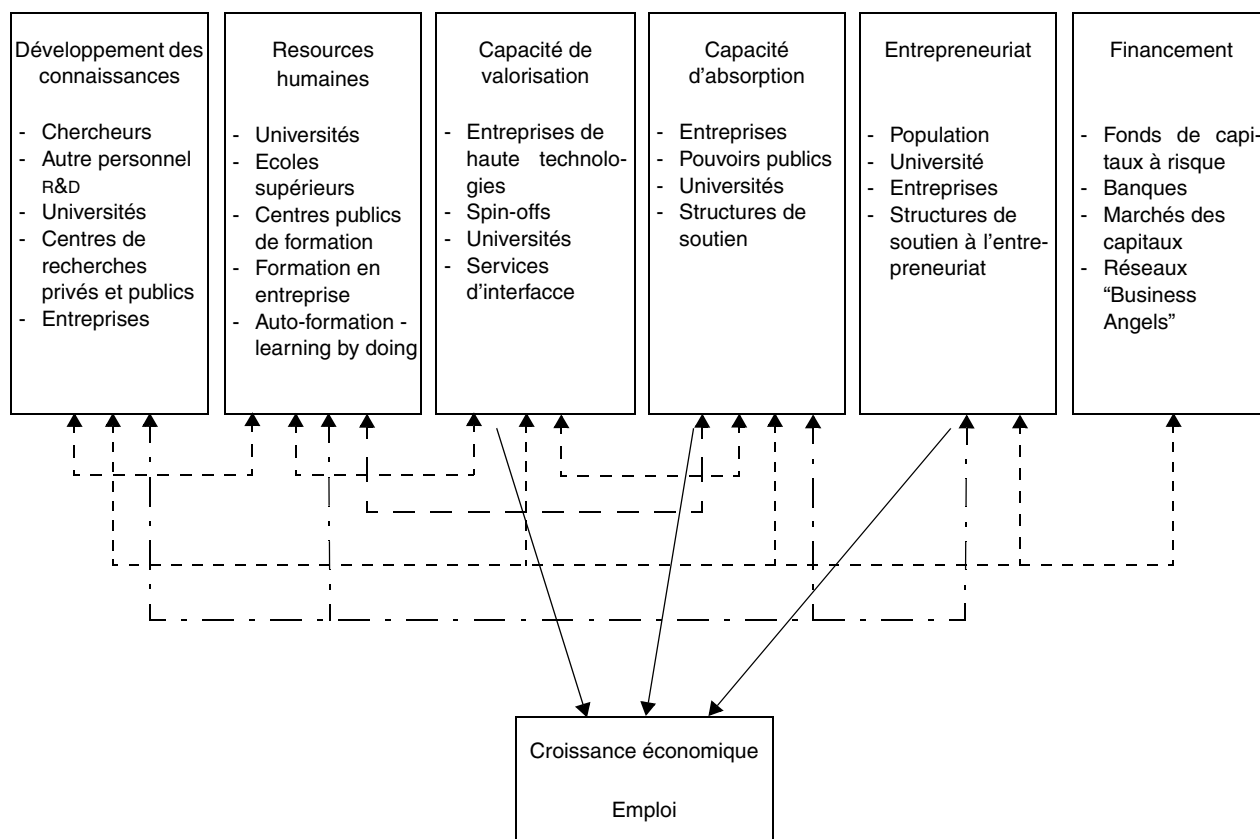 Développement des
connaissances
- Chercheurs
- Autre personnel
R&D
- Universités
- Centres de
recherches
privés et publics
- Entreprises
Resources
humaines
- Universités
- Ecoles
supérieurs
- Centres publics
de formation
- Formation en
entreprise
- Auto-formation -
learning by doing
Capacité de
valorisation
- Entreprises de
haute technolo-
gies
- Spin-offs
- Universités
- Services
d'interfacce
Capacité
d'absorption
- Entreprises
- Pouvoirs publics
- Universités
- Structures de
soutien
Entrepreneuriat
- Population
- Université
- Entreprises
- Structures de
soutien à l'entre-
preneuriat
Financement
- Fonds de capi-
taux à risque
- Banques
- Marchés des
capitaux
- Réseaux
“Business
Angels”
Croissance économique
Emploi